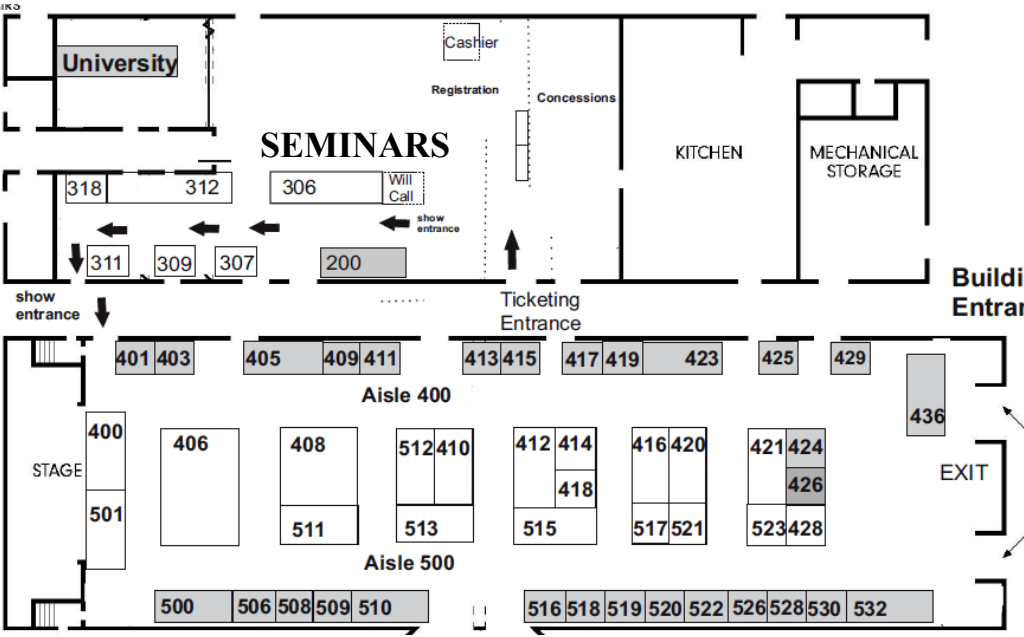 University
Cashier
Registration
Concessions
SEMINARS
KITCHEN
MECHANICAL
STORAGE
318 312 306
Will
Call
show
entrance
311 309 307 200
Buildi
Entran
show
entrance
Ticketing
Entrance
401 403 405 409 411 413 415 417 419 423 425 429
436
Aisle 400
400 406 408 512 410 412 414 416 420 421 424
STAGE
EXIT
418 426
501 511 513 515 517 521 523 428
Aisle 500
500 506 508 509 510 516 518 519 520 522 526 528 530 532